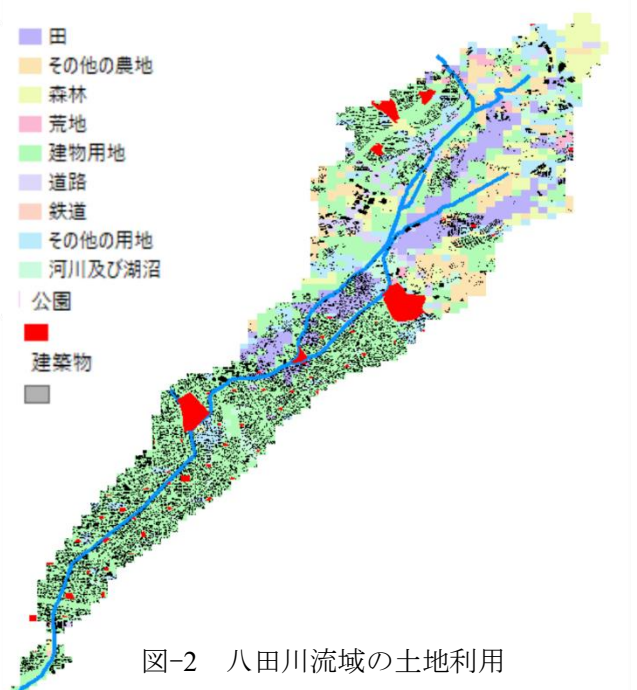 田
その他の農地
森林
荒地
建物用地
道路
鉄道
その他の用地
河川及び湖沼
公園
建築物
図-2 八田川流域の土地利用